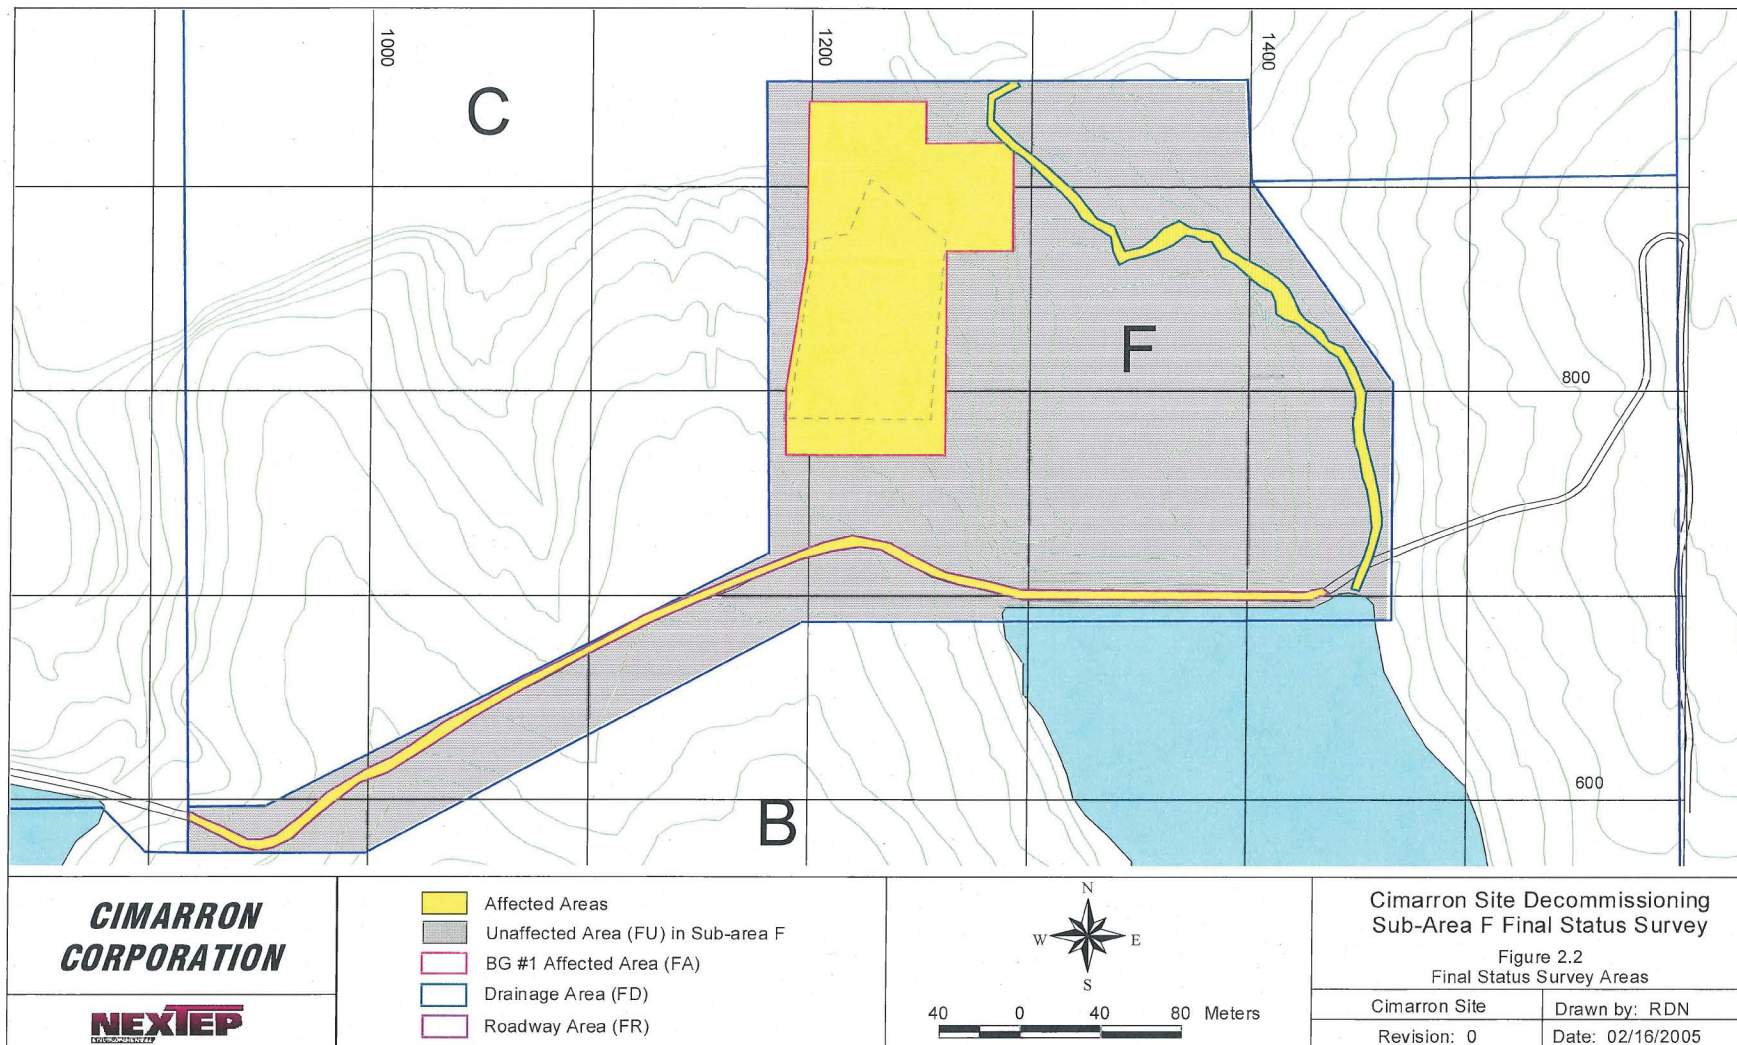 1000
1200
1400
C
F
800
600
B
CIMARRON
CORPORATION
NEXTEP
Affected Areas
Unaffected Area (FU) in Sub-area F
BG #1 Affected Area (FA)
Drainage Area (FD)
Roadway Area (FR)
N
W E
S
40 0 40 80 Meters
Cimarron Site Decommissioning
Sub-Area F Final Status Survey
Figure 2.2
Final Status Survey Areas
Cimarron Site
Drawn by: RDN
Revision: 0
Date: 02/16/2005